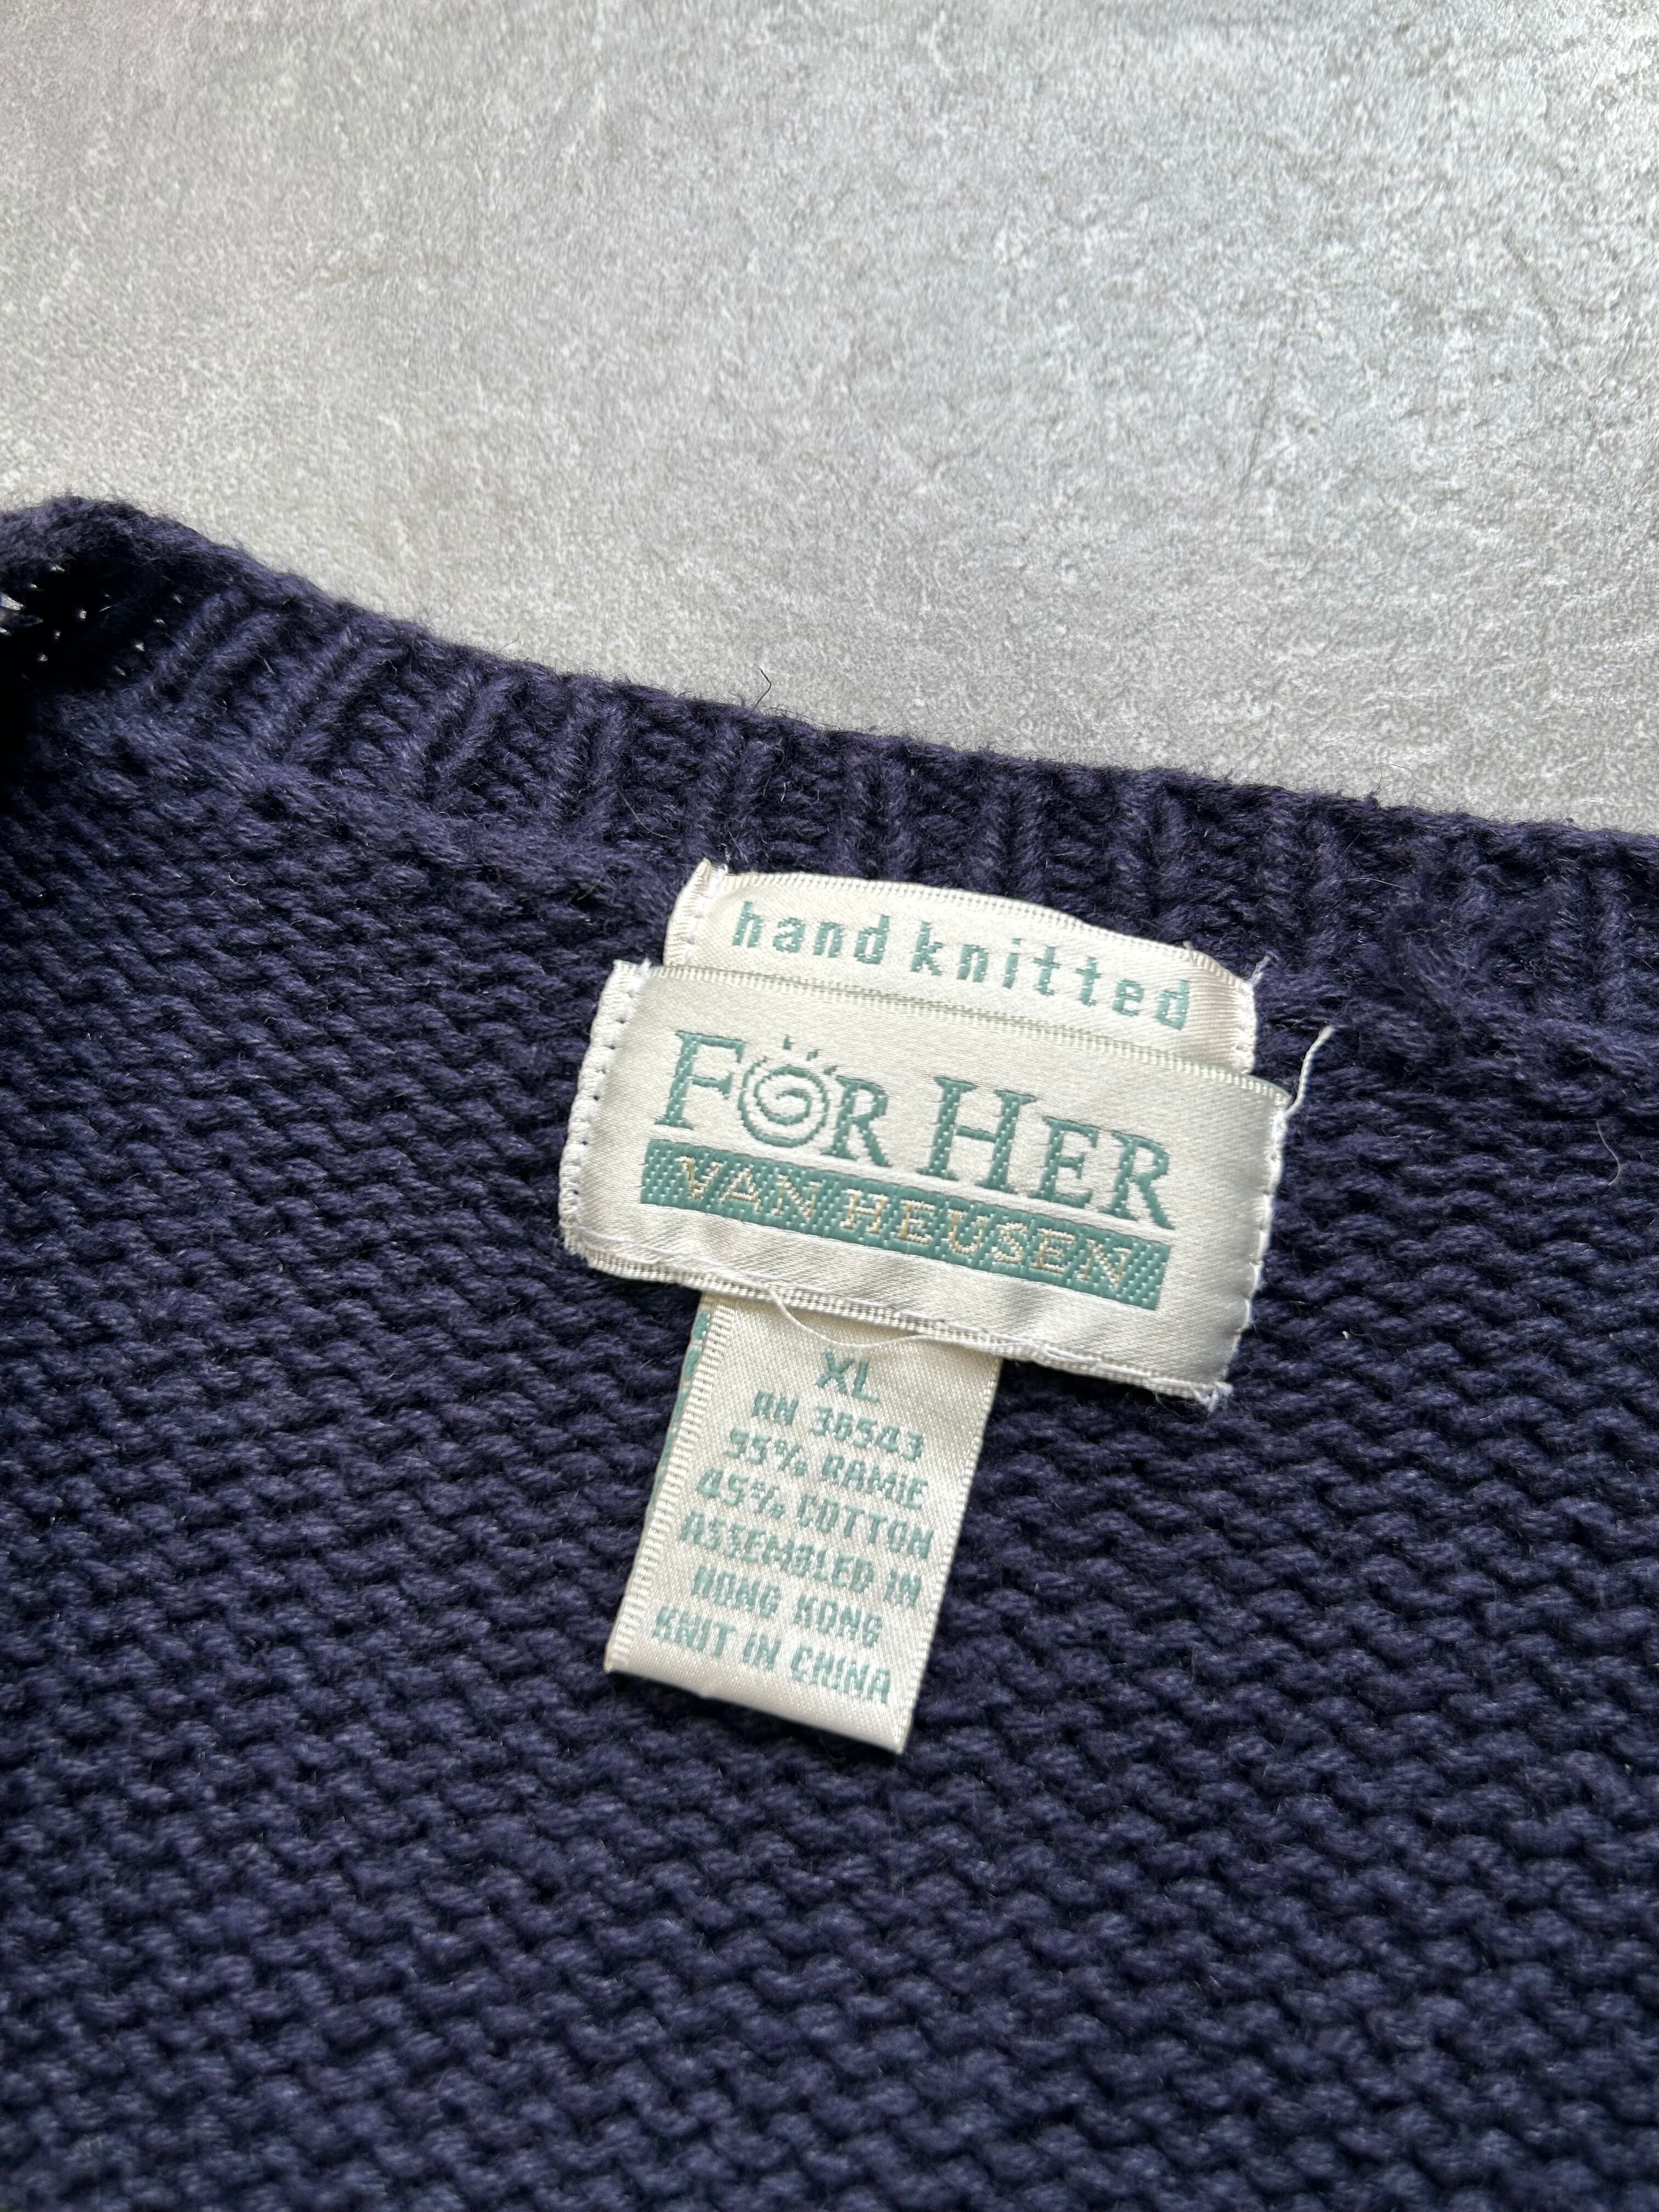 hand knitted
FOR HER
VAN HEUSEN
XL
RN 36543
55% RAMIE
45% COTTON
ASSEMBLED IN
HONG KONG
KNIT IN CHINA